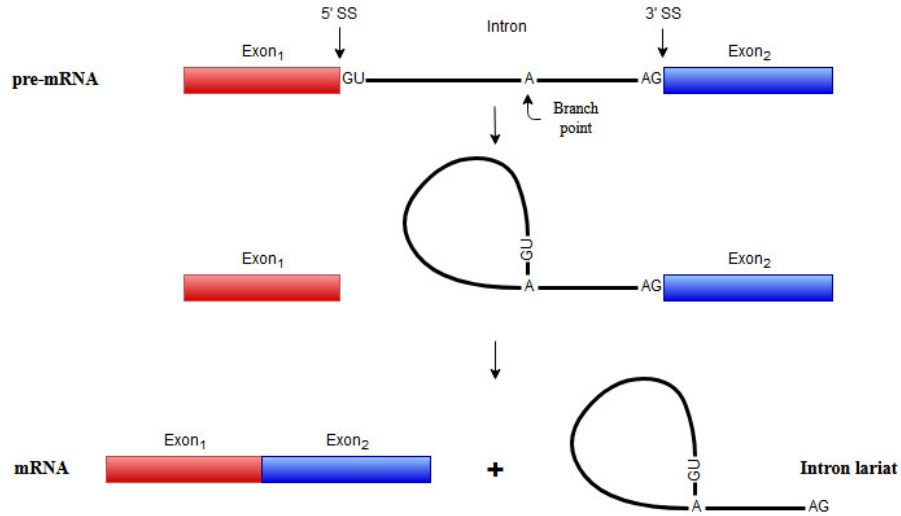 5' SS
Intron
3' SS
Exon1
Exon2
pre-mRNA
GU
A
AG
Branch
point
Exon1
GU
Exon2
A
AG
Exon1
Exon2
mRNA
+
GU
Intron lariat
A
AG